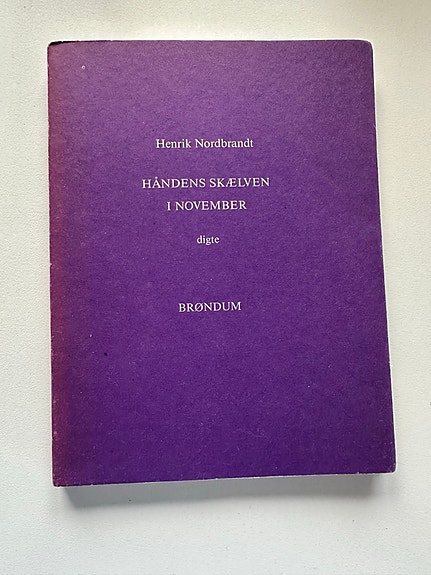 Henrik Nordbrandt
HÅNDENS SKÆLVEN
I NOVEMBER
digte
BRØNDUM